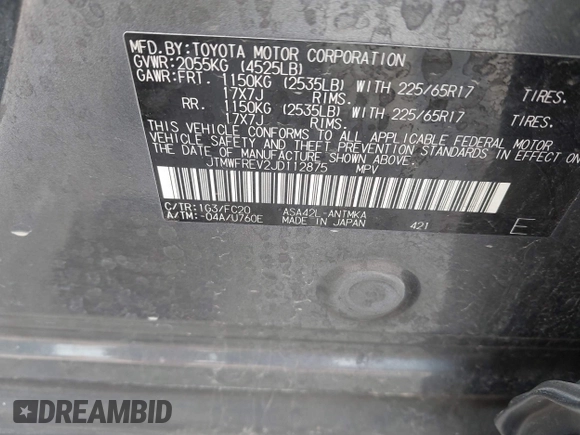 MFD.BY:TOYOTA MOTOR CORPORATION
GVWR:2055KG (4525LB)
GAWR:FRT. 1150KG (2535LB) WITH 225/65R17 TIRES.
17X7J RIMS.
RR. 1150KG (2535LB) WITH 225/65R17 TIRES.
17X7J RIMS.
THIS VEHICLE CONFORMS TO ALL APPLICABLE FEDERAL MOTOR
VEHICLE SAFETY AND THEFT PREVENTION STANDARDS IN EFFECT ON
THE DATE OF MANUFACTURE SHOWN ABOVE.
JTMWFREV2JD112875 MPV
C/TR:1G3/FC20 ASA42L-ANTMKA
A/TM:-04A/U760E MADE IN JAPAN 421 E
DREAMBID